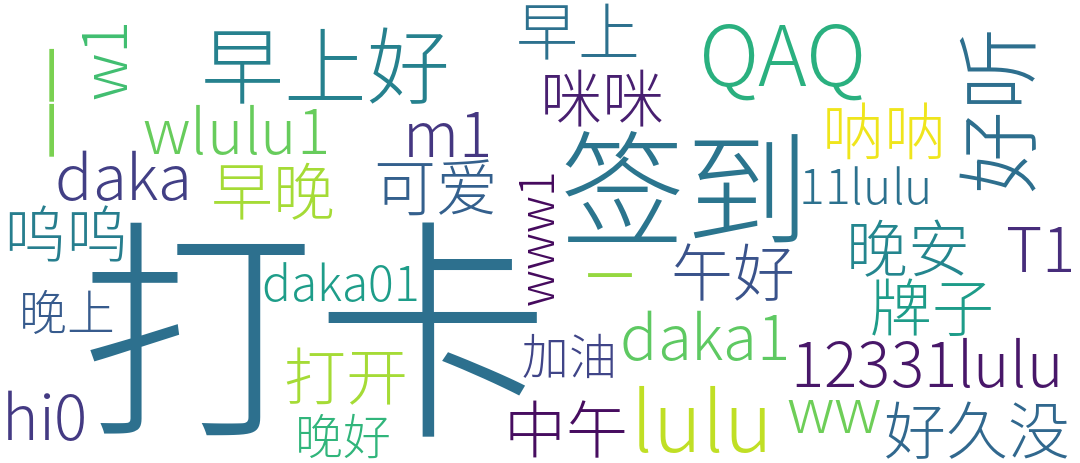 w1
早上好
早上
QAQ
好听
||
wlulu1
m1
咪咪
呐呐
daka
早晚
可爱
签到
11lulu
呜呜
打卡
daka01
www1
一
午好
晚安
T1
晚上
打开
加油
daka1
牌子
12331lulu
hi0
晚好
中午
lulu
ww
好久没